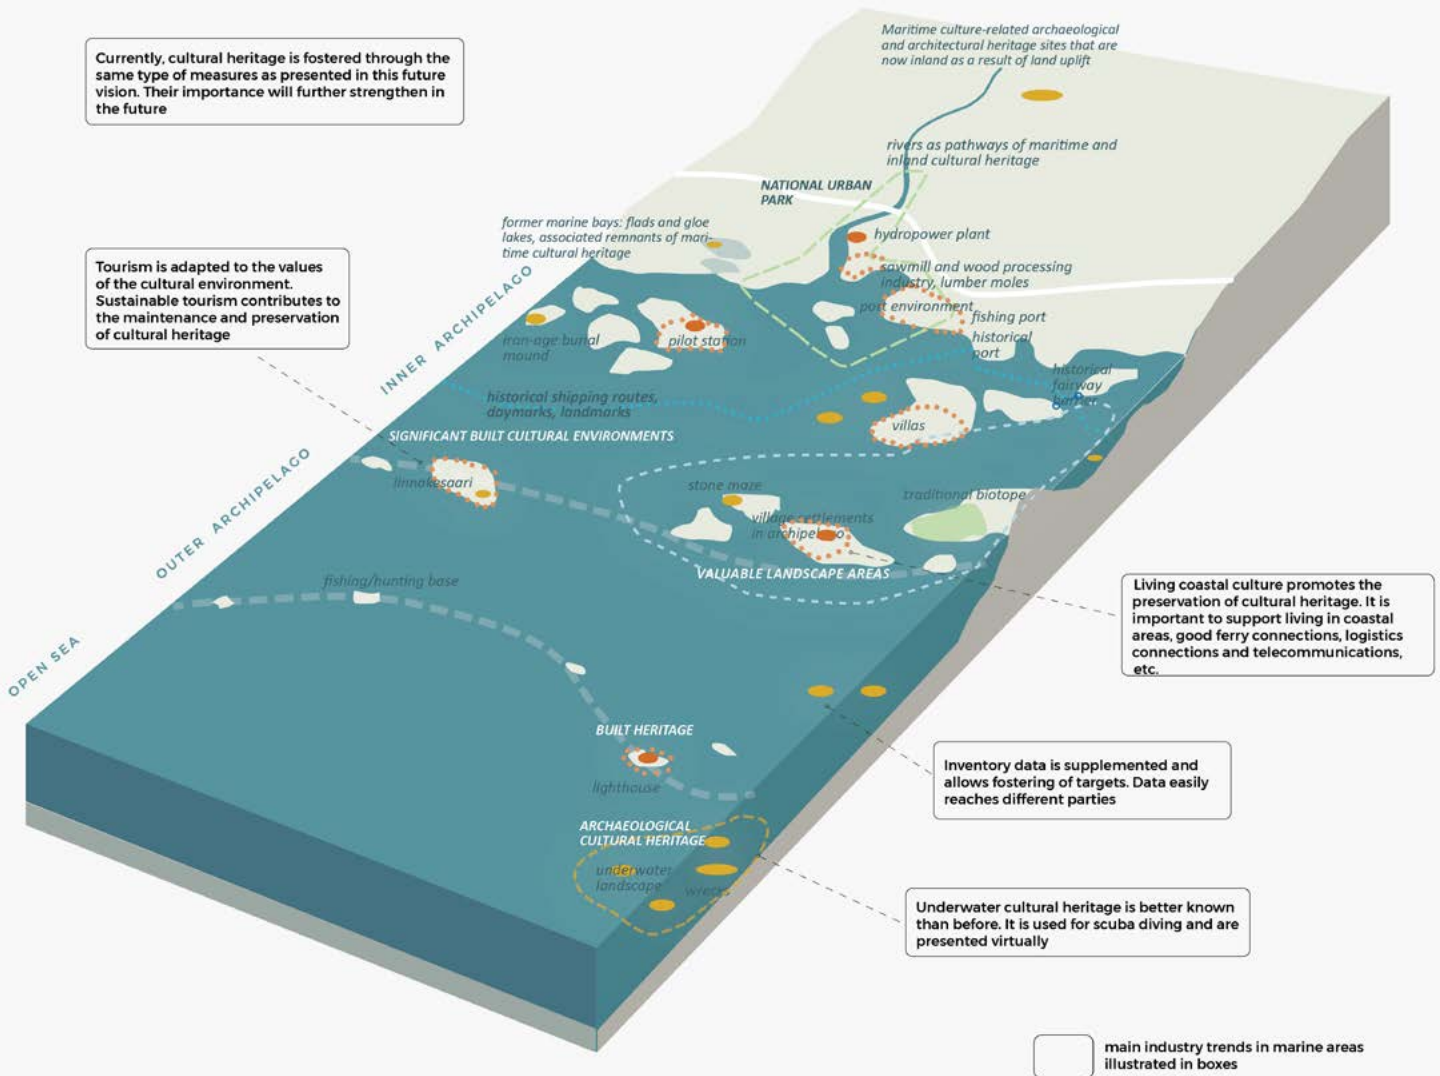 Currently, cultural heritage is fostered through the
same type of measures as presented in this future
vision. Their importance will further strengthen in
the future
Maritime culture-related archaeological
and architectural heritage sites that are
now inland as a result of land uplift
rivers as pathways of maritime and
inland cultural heritage
NATIONAL URBAN
PARK
former marine bays: flads and gloe
lakes, associated remnants of mari-
time cultural heritage
hydropower plant
sawmill and wood processing
industry, lumber moles
post environment
fishing port
historical
port
historical
fairway
barrier
Tourism is adapted to the values
of the cultural environment.
Sustainable tourism contributes to
the maintenance and preservation
of cultural heritage
INNER ARCHIPELAGO
iron-age burial
mound
pilot station
historical shipping routes,
daymarks, landmarks
villas
SIGNIFICANT BUILT CULTURAL ENVIRONMENTS
linnakesaari
OUTER ARCHIPELAGO
stone maze
traditional biotope
village settlements
in archipelago
VALUABLE LANDSCAPE AREAS
fishing/hunting base
Living coastal culture promotes the
preservation of cultural heritage. It is
important to support living in coastal
areas, good ferry connections, logistics
connections and telecommunications,
etc.
OPEN SEA
BUILT HERITAGE
lighthouse
Inventory data is supplemented and
allows fostering of targets. Data easily
reaches different parties
ARCHAEOLOGICAL
CULTURAL HERITAGE
underwater
landscape
wrecks
Underwater cultural heritage is better known
than before. It is used for scuba diving and are
presented virtually
main industry trends in marine areas
illustrated in boxes